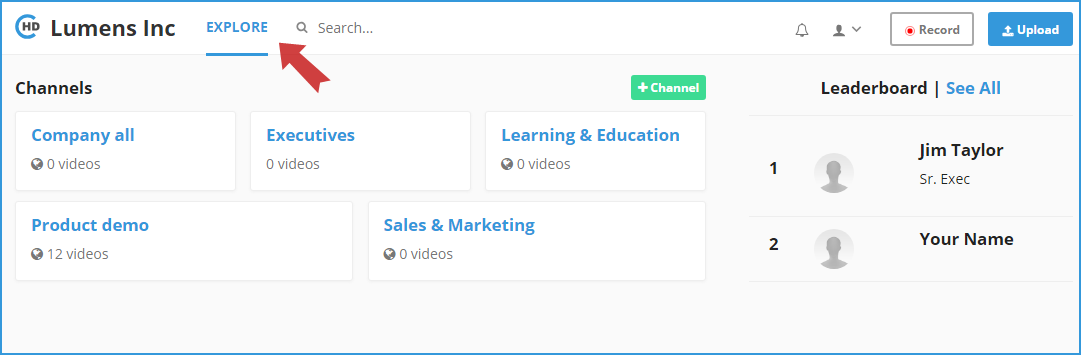 HD Lumens Inc EXPLORE Search... Record Upload
Channels
+ Channel
Company all
0 videos
Executives
0 videos
Learning & Education
0 videos
Product demo
12 videos
Sales & Marketing
0 videos
Leaderboard | See All
1
Jim Taylor
Sr. Exec
2
Your Name